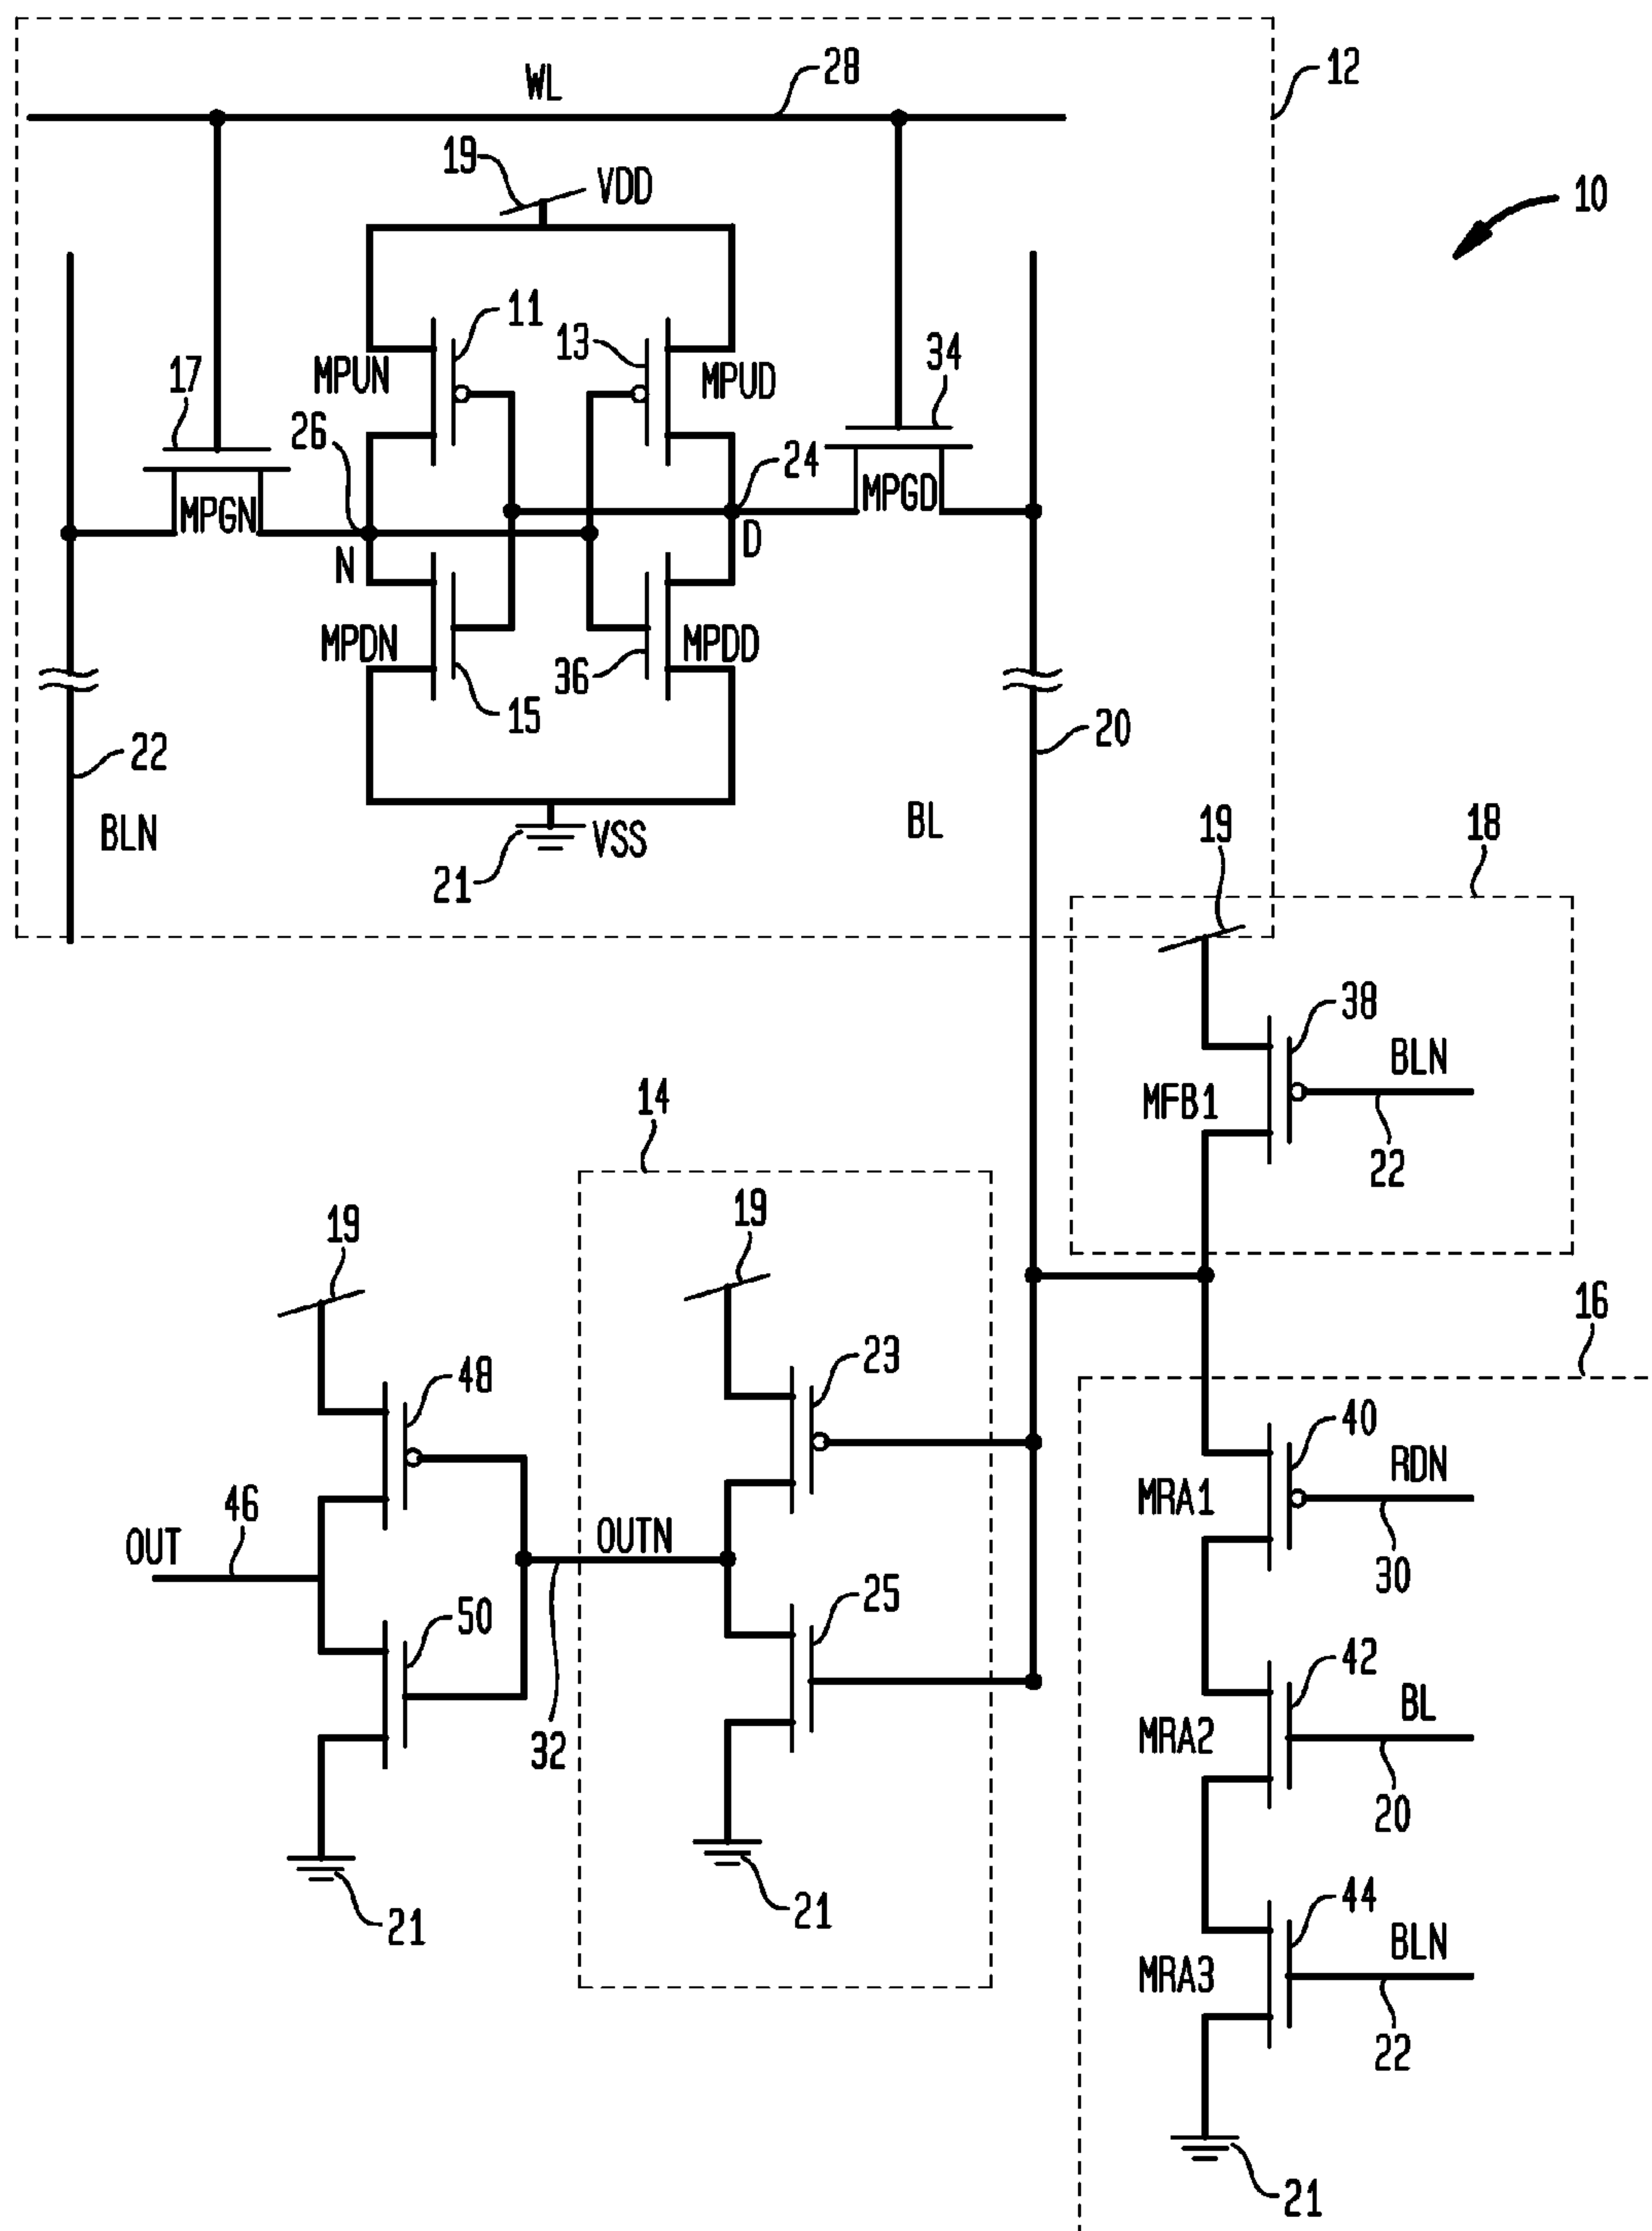 WL
28
12
19
VDD
10
11
13
34
17
MPUN
MPUD
26
24
MPGN
MPGD
N
D
MPDN
MPDD
36
15
22
20
BLN
VSS
BL
21
19
18
38
BLN
MFB1
22
14
19
19
16
23
48
40
RDN
MRA1
46
OUT
OUTN
30
25
50
42
BL
MRA2
32
20
44
21
21
BLN
MRA3
22
21